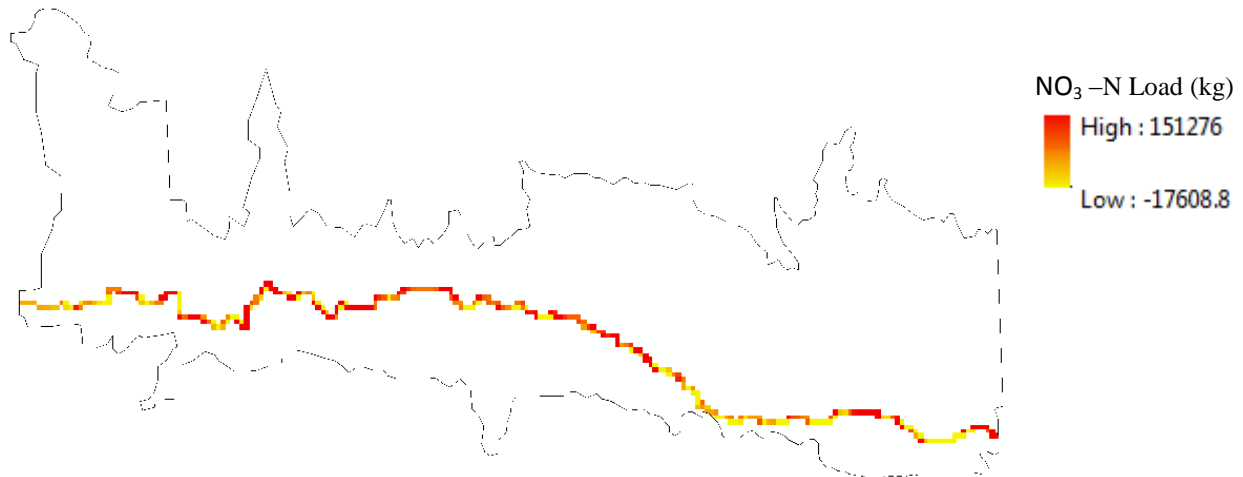 NO₃ –N Load (kg)
High : 151276
Low : -17608.8